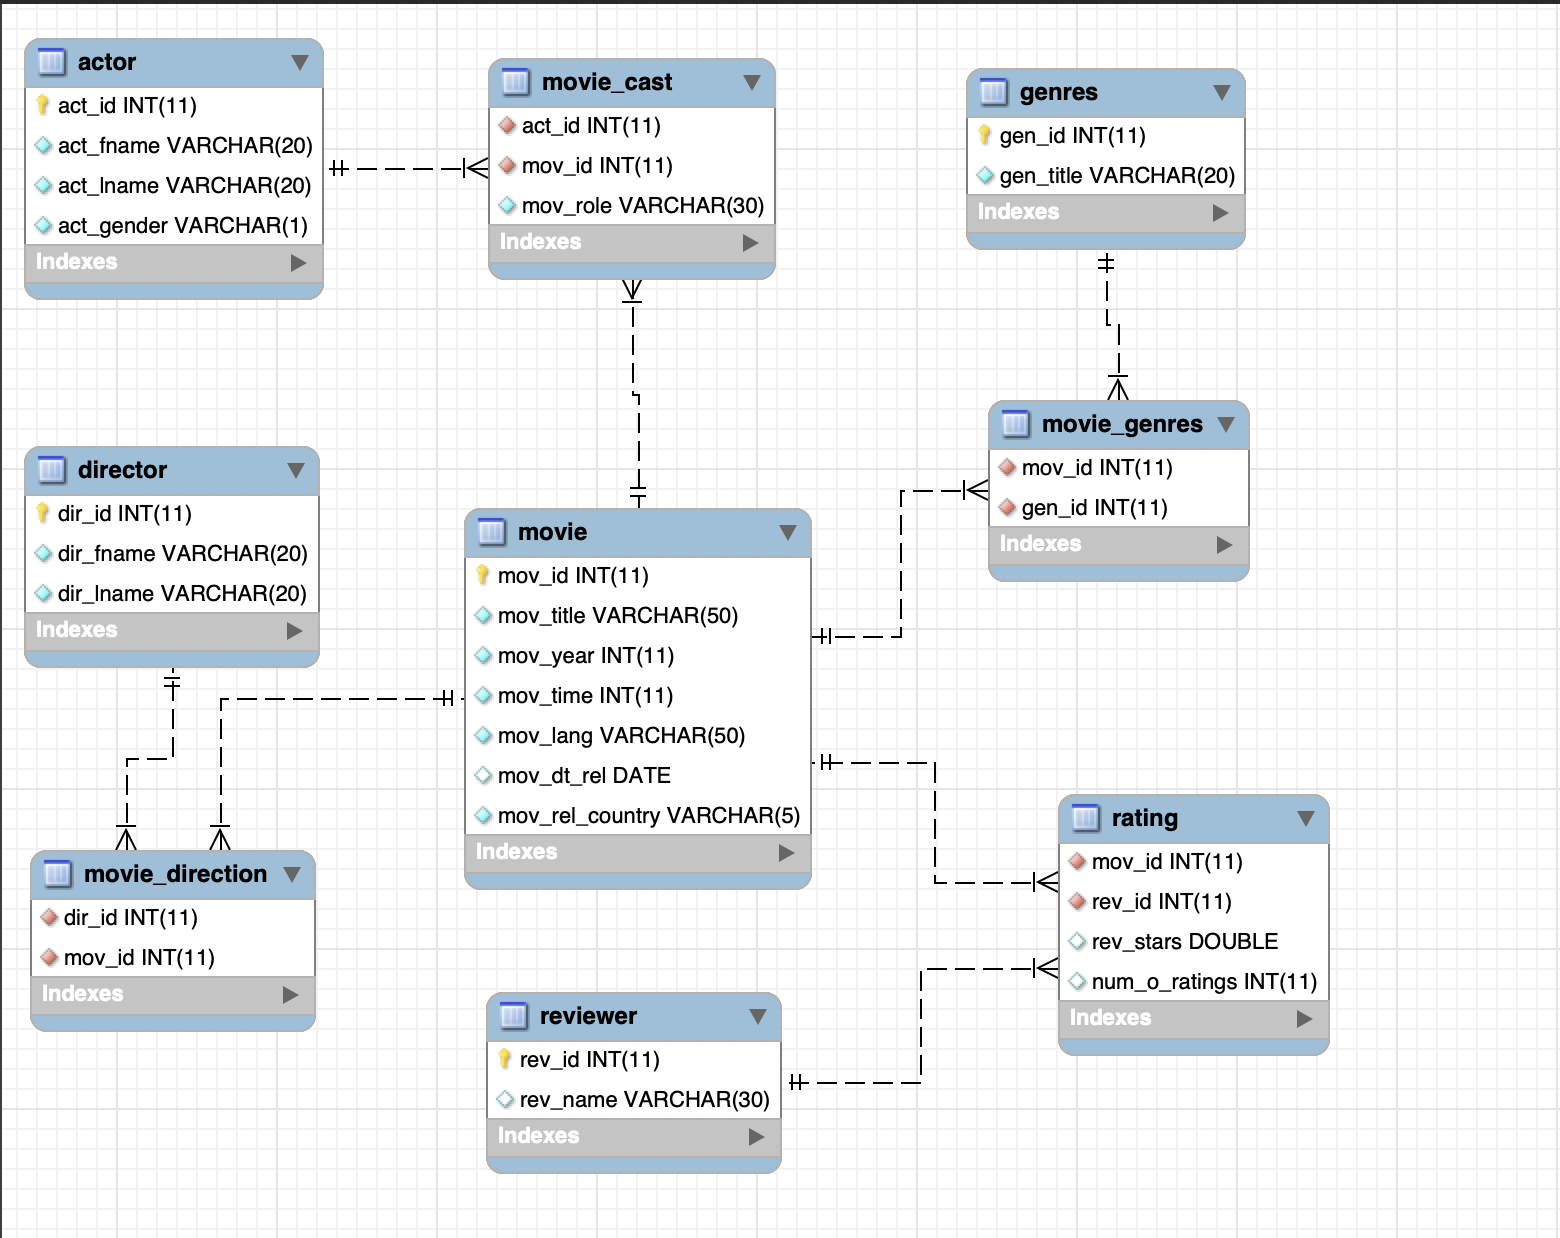 actor
act_id INT(11)
act_fname VARCHAR(20)
act_lname VARCHAR(20)
act_gender VARCHAR(1)
Indexes
movie_cast
act_id INT(11)
mov_id INT(11)
mov_role VARCHAR(30)
Indexes
genres
gen_id INT(11)
gen_title VARCHAR(20)
Indexes
director
dir_id INT(11)
dir_fname VARCHAR(20)
dir_lname VARCHAR(20)
Indexes
movie
mov_id INT(11)
mov_title VARCHAR(50)
mov_year INT(11)
mov_time INT(11)
mov_lang VARCHAR(50)
mov_dt_rel DATE
mov_rel_country VARCHAR(5)
Indexes
movie_genres
mov_id INT(11)
gen_id INT(11)
Indexes
movie_direction
dir_id INT(11)
mov_id INT(11)
Indexes
rating
mov_id INT(11)
rev_id INT(11)
rev_stars DOUBLE
num_o_ratings INT(11)
Indexes
reviewer
rev_id INT(11)
rev_name VARCHAR(30)
Indexes